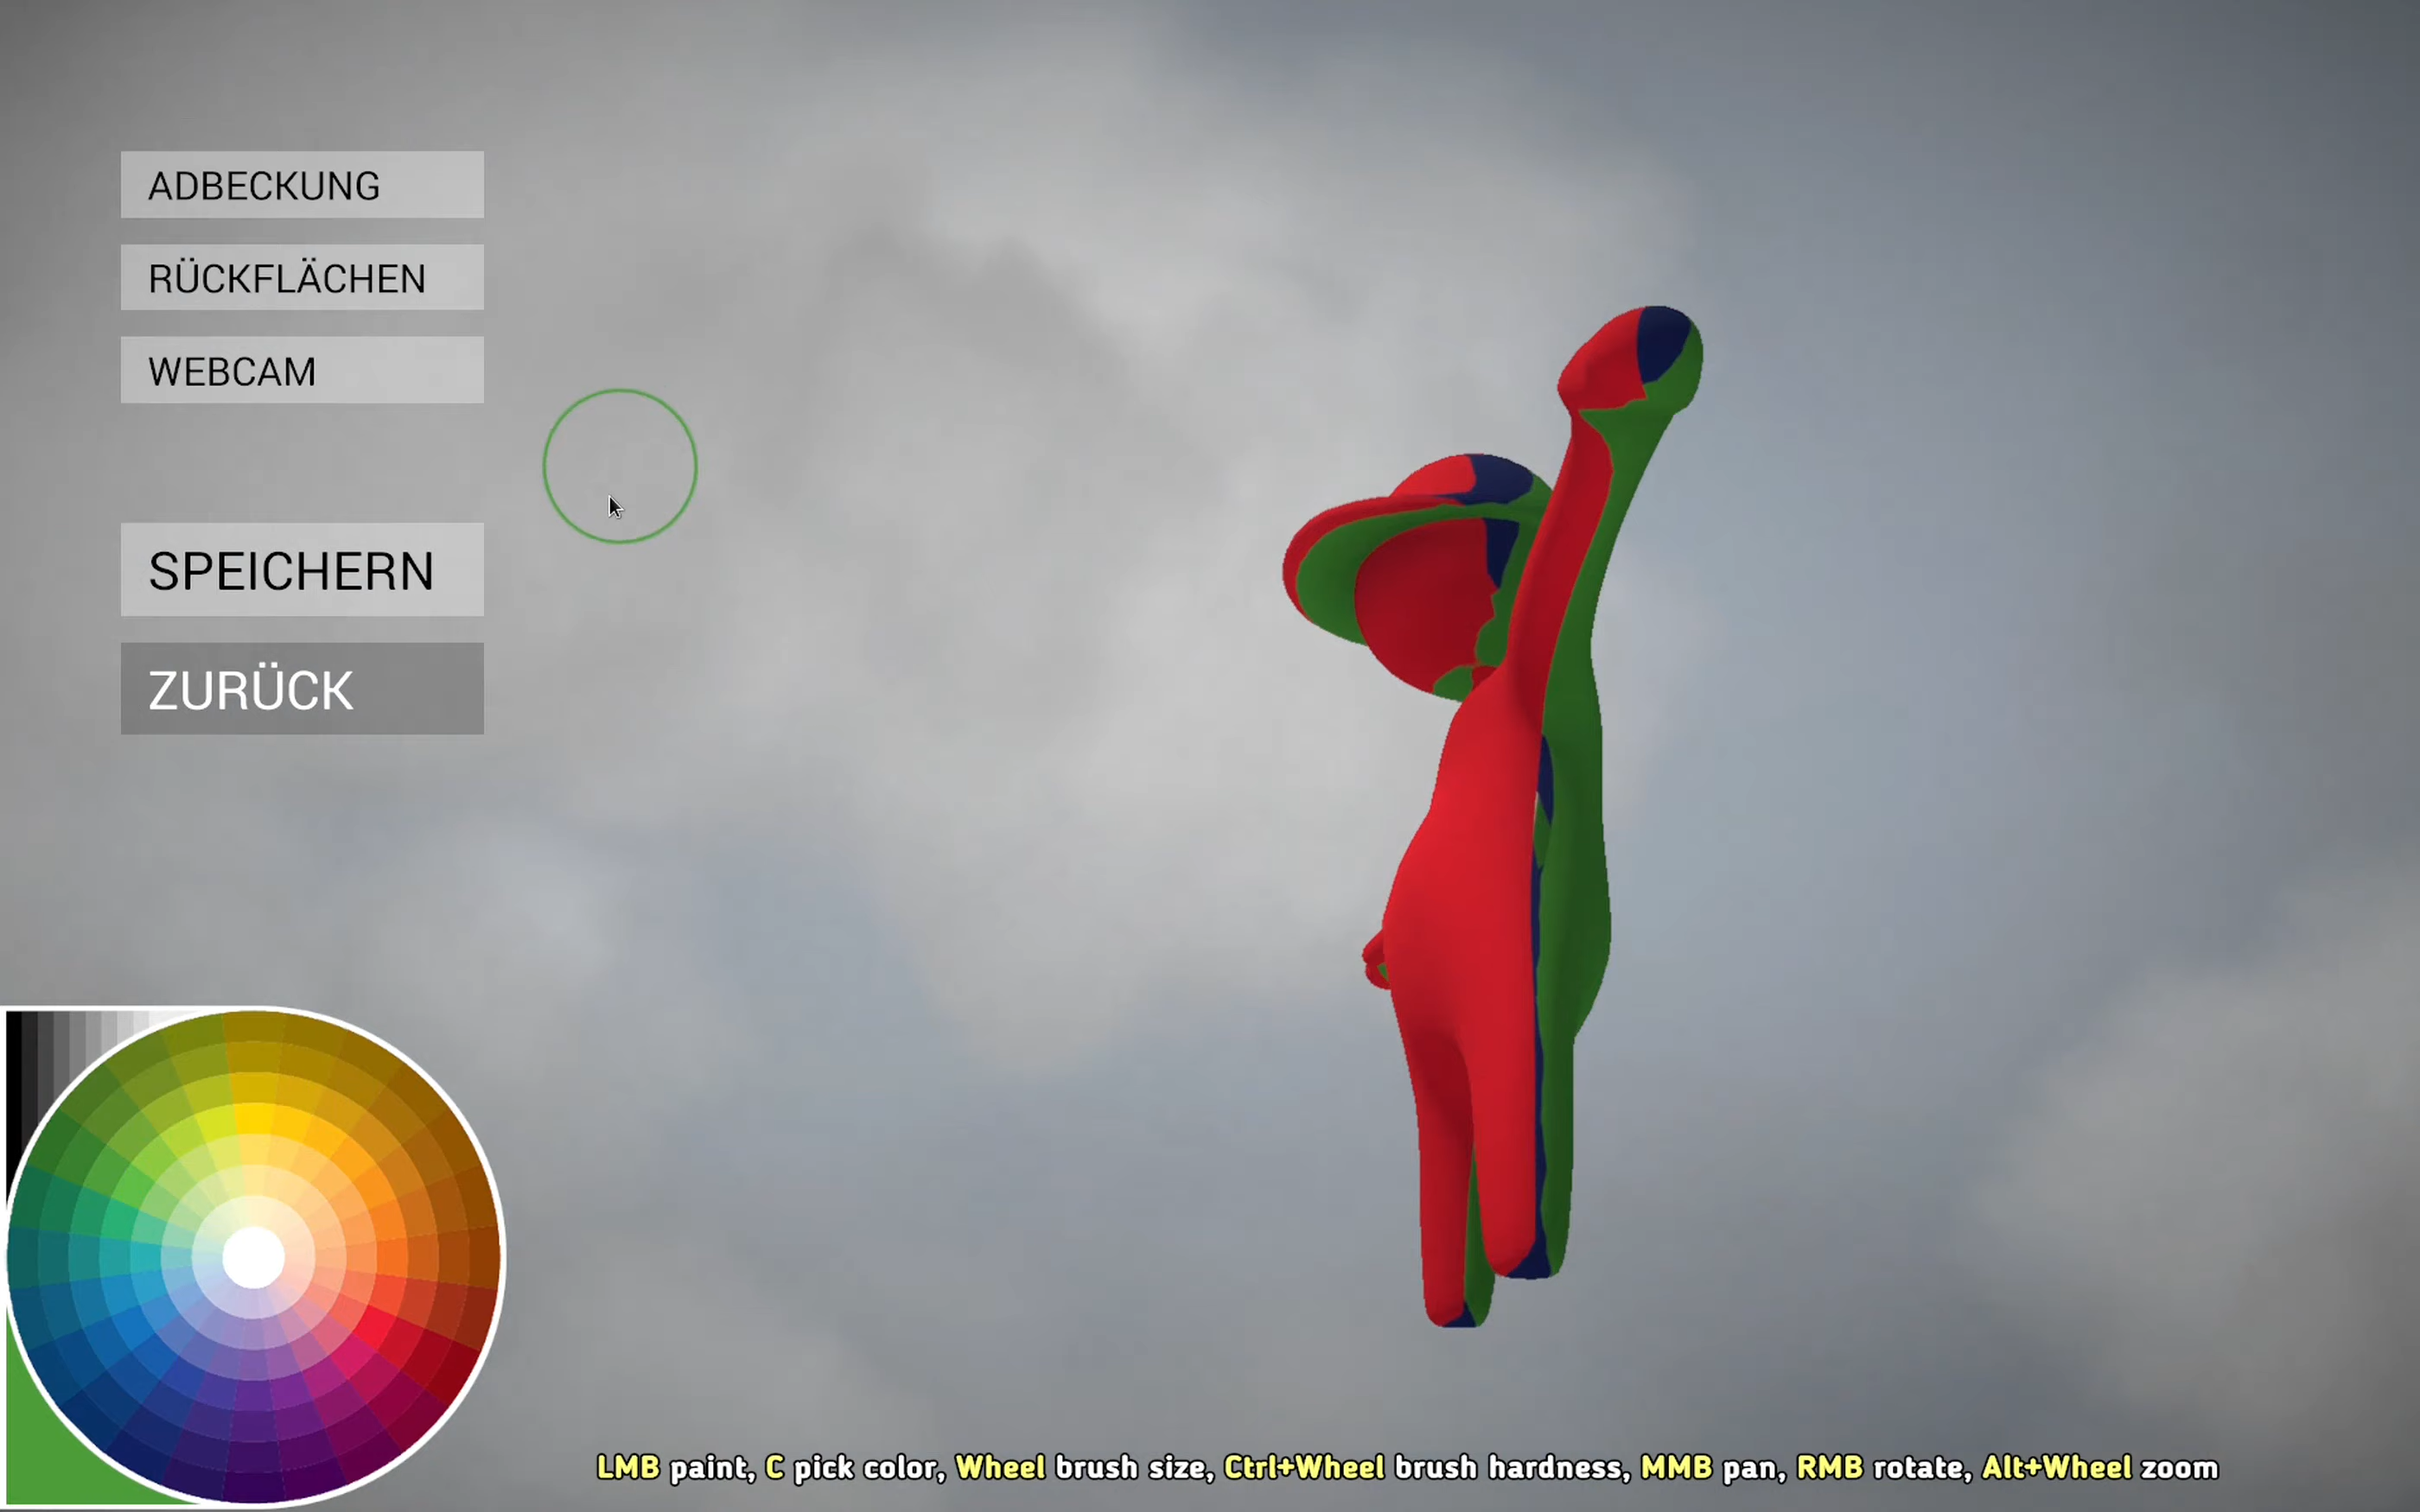 ADBECKUNG
RÜCKFLÄCHEN
WEBCAM
SPEICHERN
ZURÜCK
LMB paint, C pick color, Wheel brush size, Ctrl+Wheel brush hardness, MMB pan, RMB rotate, Alt+Wheel zoom